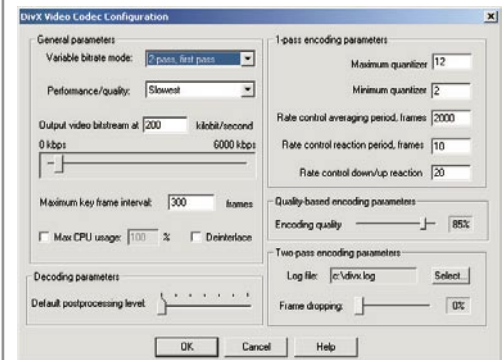 DivX Video Codec Configuration
General parameters
Variable bitrate mode: 2 pass, first pass
Performance/quality: Slowest
Output video bitstream at 200 kilobit/second
0 kbps 6000 kbps
Maximum key frame interval: 300 frames
Max CPU usage: 100 % Deinterlace
Decoding parameters
Default postprocessing level:
1-pass encoding parameters
Maximum quantizer 12
Minimum quantizer 2
Rate control averaging period, frames 2000
Rate control reaction period, frames 10
Rate control down/up reaction 20
Quality-based encoding parameters
Encoding quality 85%
Two-pass encoding parameters
Log file: c:\divx.log Select...
Frame dropping: 0%
OK Cancel Help